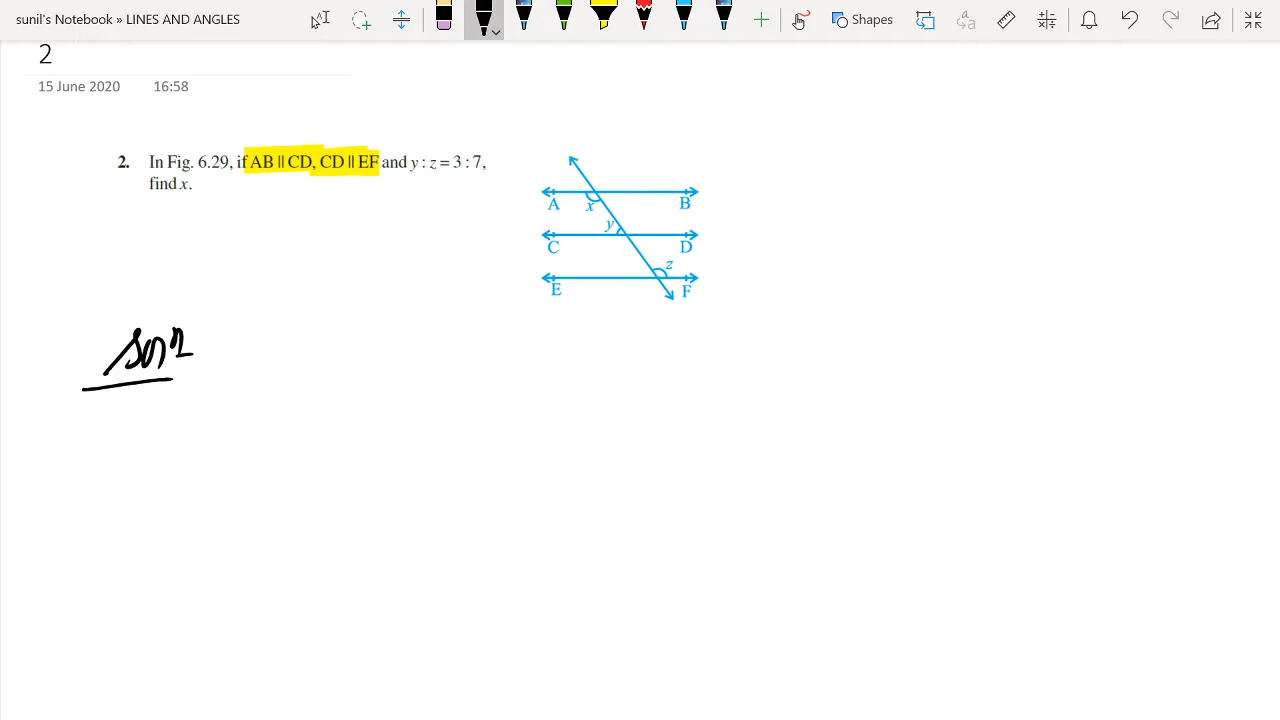 sunil's Notebook » LINES AND ANGLES
Shapes
2
15 June 2020 16:58
2. In Fig. 6.29, if AB || CD, CD || EF and y : z = 3 : 7,
find x.
A x B
y
C D
z
E F